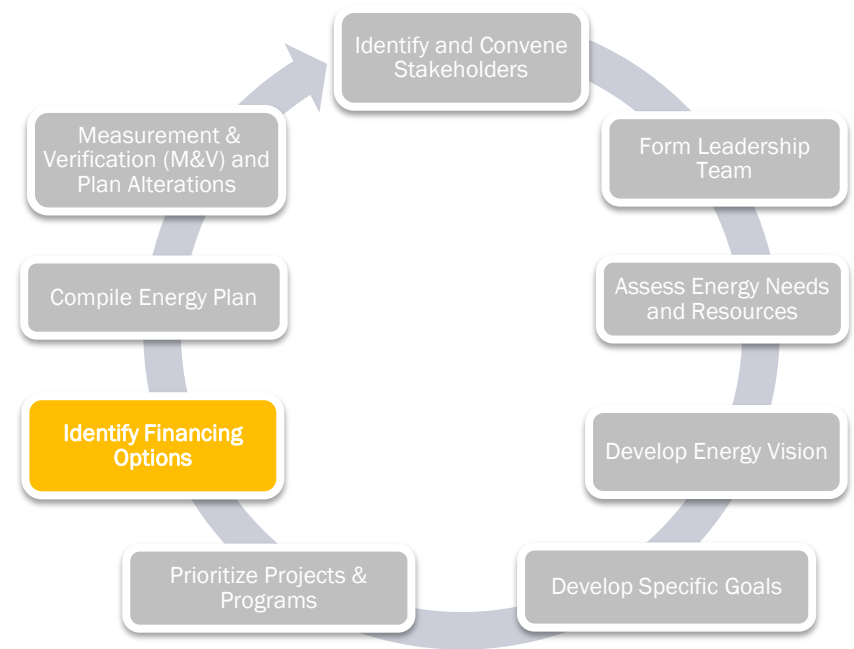 Identify and Convene
Stakeholders
Form Leadership
Team
Assess Energy Needs
and Resources
Develop Energy Vision
Develop Specific Goals
Prioritize Projects &
Programs
Identify Financing
Options
Compile Energy Plan
Measurement &
Verification (M&V) and
Plan Alterations